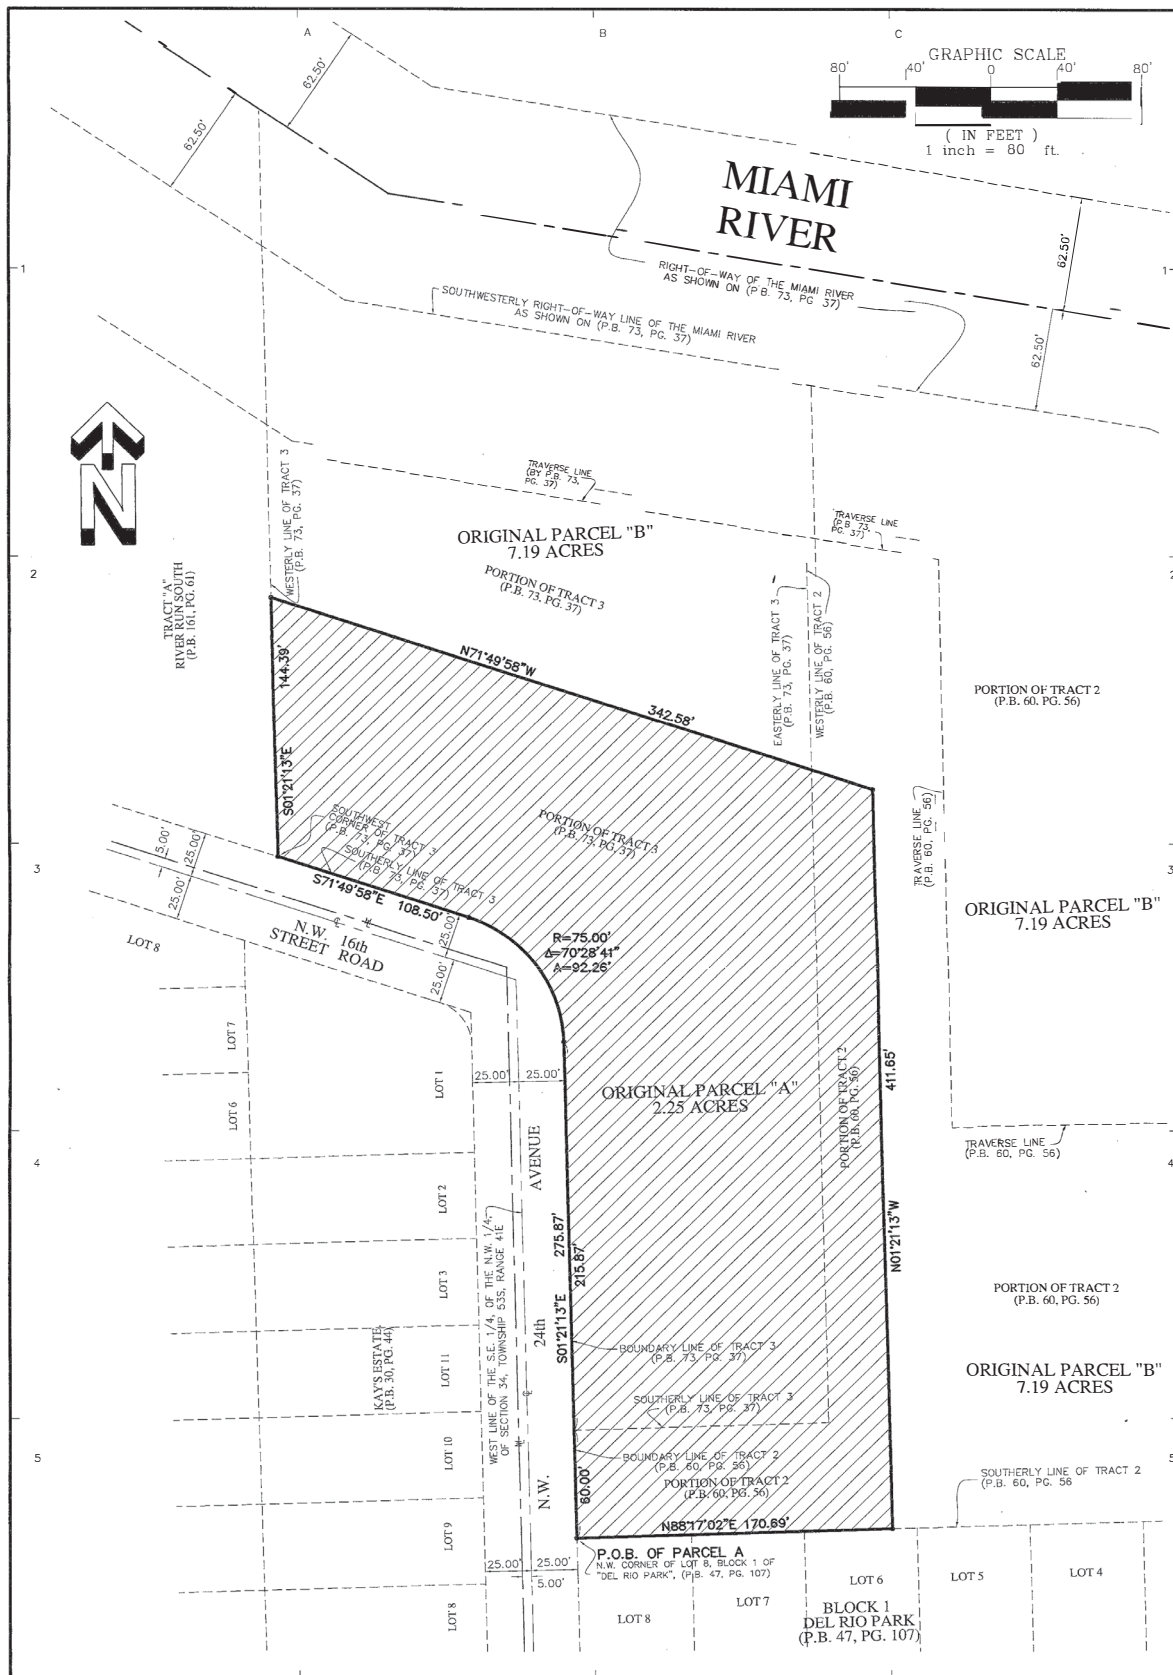 A
B
C
GRAPHIC SCALE
80'
40'
0
40'
80'
( IN FEET )
1 inch = 80 ft.
62.50'
62.50'
MIAMI
RIVER
62.50'
62.50'
RIGHT-OF-WAY OF THE MIAMI RIVER
AS SHOWN ON (P.B. 73, PG 37)
SOUTHWESTERLY RIGHT-OF-WAY LINE OF THE MIAMI RIVER
AS SHOWN ON (P.B. 73, PG. 37)
1
1
N
WESTERLY LINE OF TRACT 3
(P.B. 73, PG. 37)
TRAVERSE LINE
(BY P.B. 73,
PG. 37)
TRAVERSE LINE
(P.B. 73,
PG. 37)
ORIGINAL PARCEL "B"
7.19 ACRES
PORTION OF TRACT 3
(P.B. 73, PG. 37)
2
2
TRACT "A"
RIVER RUN SOUTH
(P.B. 161, PG. 61)
EASTERLY LINE OF TRACT 3
(P.B. 73, PG. 37)
WESTERLY LINE OF TRACT 2
(P.B. 60, PG. 56)
N71°49'58"W
342.58'
144.39'
S01°21'13"E
PORTION OF TRACT 2
(P.B. 60, PG. 56)
TRAVERSE LINE
(P.B. 60, PG. 56)
SOUTHWEST
CORNER OF TRACT 3
(P.B. 73, PG. 37)
SOUTHERLY LINE OF TRACT 3
(P.B. 73, PG. 37)
PORTION OF TRACT 3
(P.B. 73, PG. 37)
3
3
5.00'
25.00'
25.00'
S71°49'58"E 108.50'
25.00'
25.00'
N.W. 16th
STREET ROAD
R=75.00'
Δ=70°28'41"
A=92.26'
ORIGINAL PARCEL "B"
7.19 ACRES
LOT 8
LOT 7
LOT 6
LOT 1
25.00'
25.00'
ORIGINAL PARCEL "A"
2.25 ACRES
PORTION OF TRACT 2
(P.B. 60, PG. 56)
411.65'
N01°21'13"W
TRAVERSE LINE
(P.B. 60, PG. 56)
4
4
LOT 2
LOT 3
LOT 11
LOT 10
LOT 9
LOT 8
KAY'S ESTATE
(P.B. 30, PG. 44)
WEST LINE OF THE S.E. 1/4, OF THE N.W. 1/4,
OF SECTION 34, TOWNSHIP 53S, RANGE 41E
N.W. 24th AVENUE
S01°21'13"E 275.87'
215.87'
60.00'
BOUNDARY LINE OF TRACT 3
(P.B. 73, PG. 37)
SOUTHERLY LINE OF TRACT 3
(P.B. 73, PG. 37)
BOUNDARY LINE OF TRACT 2
(P.B. 60, PG. 56)
PORTION OF TRACT 2
(P.B. 60, PG. 56)
N88°17'02"E 170.69'
PORTION OF TRACT 2
(P.B. 60, PG. 56)
ORIGINAL PARCEL "B"
7.19 ACRES
5
5
SOUTHERLY LINE OF TRACT 2
(P.B. 60, PG. 56
25.00'
25.00'
5.00'
P.O.B. OF PARCEL A
N.W. CORNER OF LOT 8, BLOCK 1 OF
"DEL RIO PARK", (P.B. 47, PG. 107)
LOT 8
LOT 7
LOT 6
LOT 5
LOT 4
BLOCK 1
DEL RIO PARK
(P.B. 47, PG. 107)